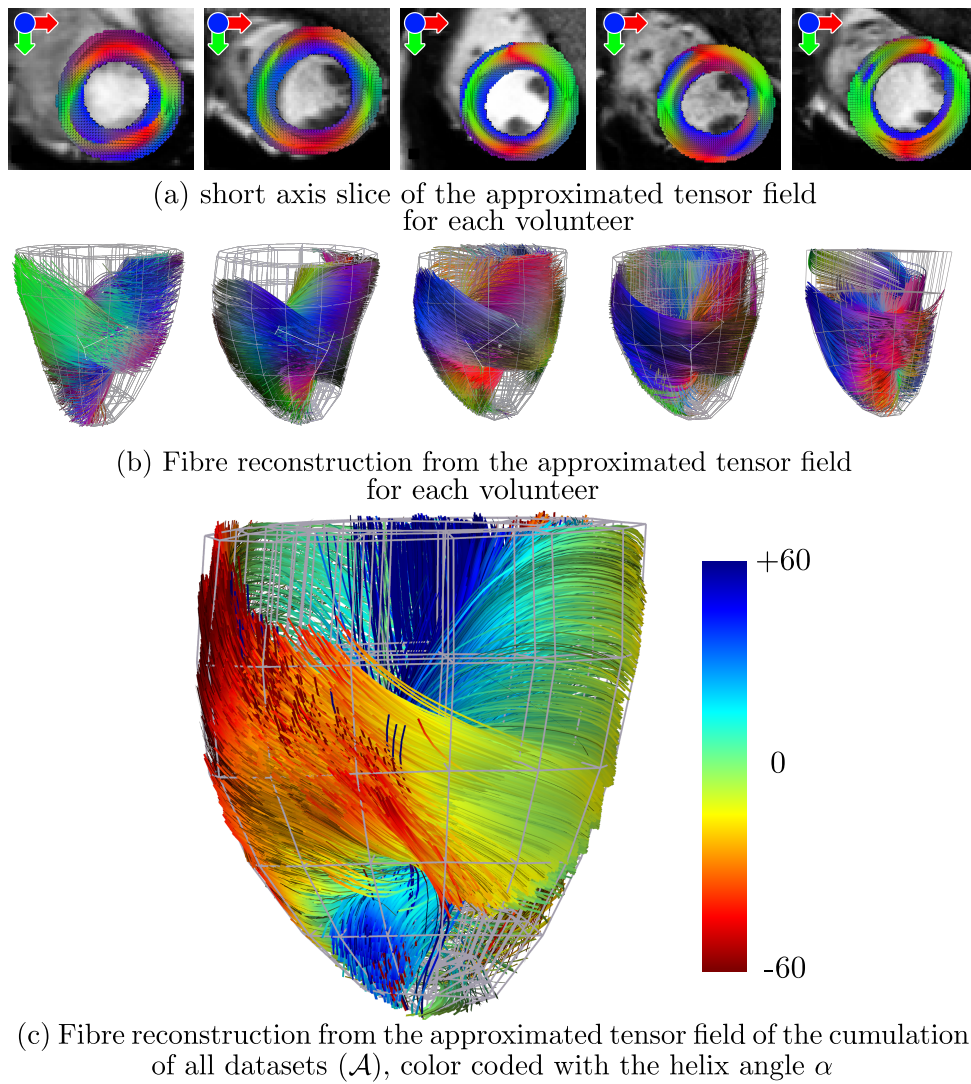 (a) short axis slice of the approximated tensor field
for each volunteer
(b) Fibre reconstruction from the approximated tensor field
for each volunteer
+60
0
-60
(c) Fibre reconstruction from the approximated tensor field of the cumulation
of all datasets (𝒜), color coded with the helix angle α